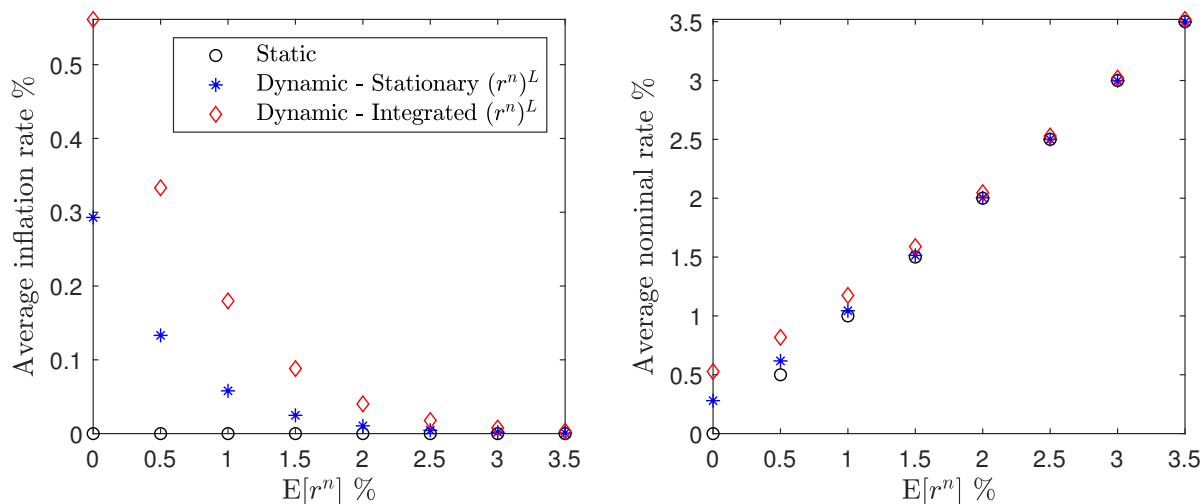 Average inflation rate %
0.5
0.4
0.3
0.2
0.1
0
Static
Dynamic - Stationary $(r^n)^L$
Dynamic - Integrated $(r^n)^L$
0 0.5 1 1.5 2 2.5 3 3.5
E[$r^n$] %
Average nominal rate %
3.5
3
2.5
2
1.5
1
0.5
0
0 0.5 1 1.5 2 2.5 3 3.5
E[$r^n$] %